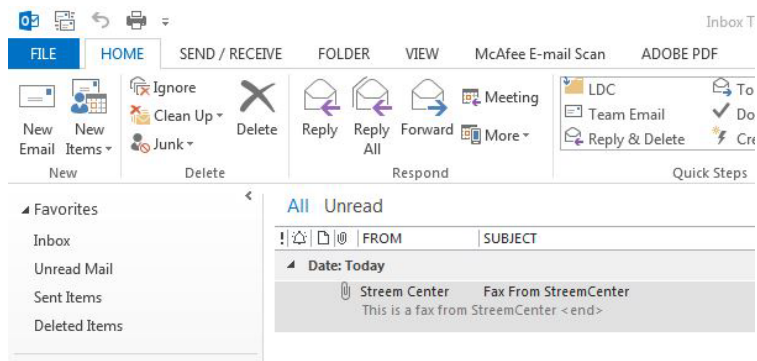 Inbox T
FILE HOME SEND / RECEIVE FOLDER VIEW McAfee E-mail Scan ADOBE PDF
New Email
New Items
New
Ignore
Clean Up
Junk
Delete
Delete
Reply
Reply All
Forward
Meeting
More
Respond
LDC
Team Email
Reply & Delete
To
Do
Cre
Quick Steps
Favorites
Inbox
Unread Mail
Sent Items
Deleted Items
All Unread
! FROM SUBJECT
Date: Today
Streem Center Fax From StreemCenter
This is a fax from StreemCenter <end>